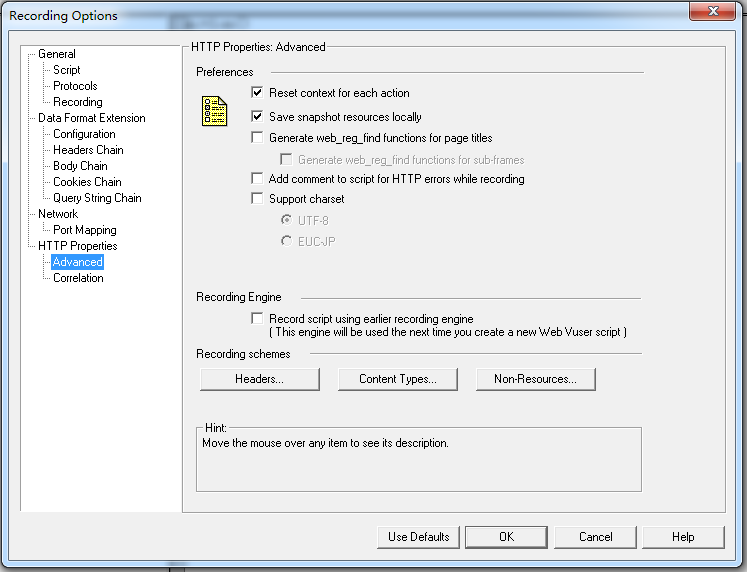 Recording Options
General
Script
Protocols
Recording
Data Format Extension
Configuration
Headers Chain
Body Chain
Cookies Chain
Query String Chain
Network
Port Mapping
HTTP Properties
Advanced
Correlation
HTTP Properties: Advanced
Preferences
Reset context for each action
Save snapshot resources locally
Generate web_reg_find functions for page titles
Generate web_reg_find functions for sub-frames
Add comment to script for HTTP errors while recording
Support charset
UTF-8
EUC-JP
Recording Engine
Record script using earlier recording engine
( This engine will be used the next time you create a new Web Vuser script )
Recording schemes
Headers... Content Types... Non-Resources...
Hint:
Move the mouse over any item to see its description.
Use Defaults OK Cancel Help